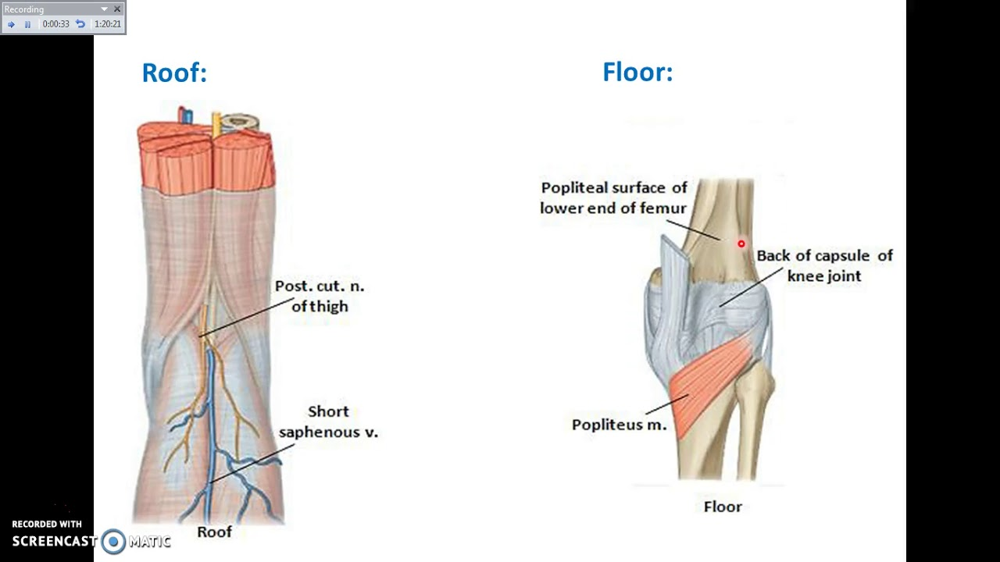 Recording
0:00:33 1:20:21
Roof:
Floor:
Popliteal surface of
lower end of femur
Back of capsule of
knee joint
Post. cut. n.
of thigh
Short
saphenous v.
Popliteus m.
Floor
Roof
RECORDED WITH
SCREENCAST MATIC